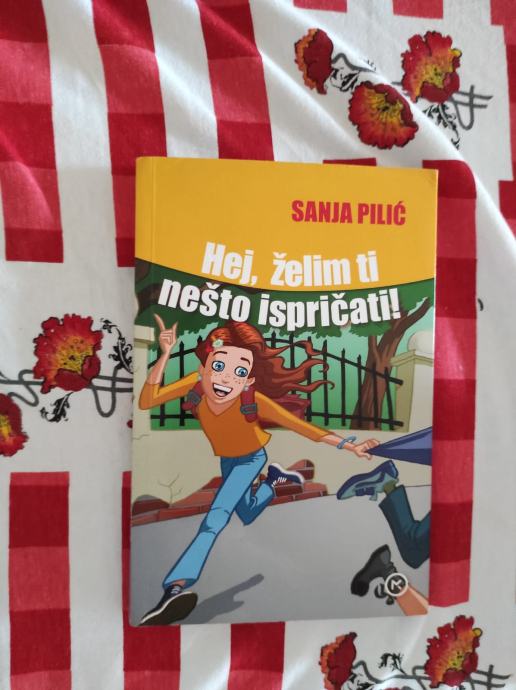 SANJA PILIĆ
Hej, želim ti
nešto ispričati!